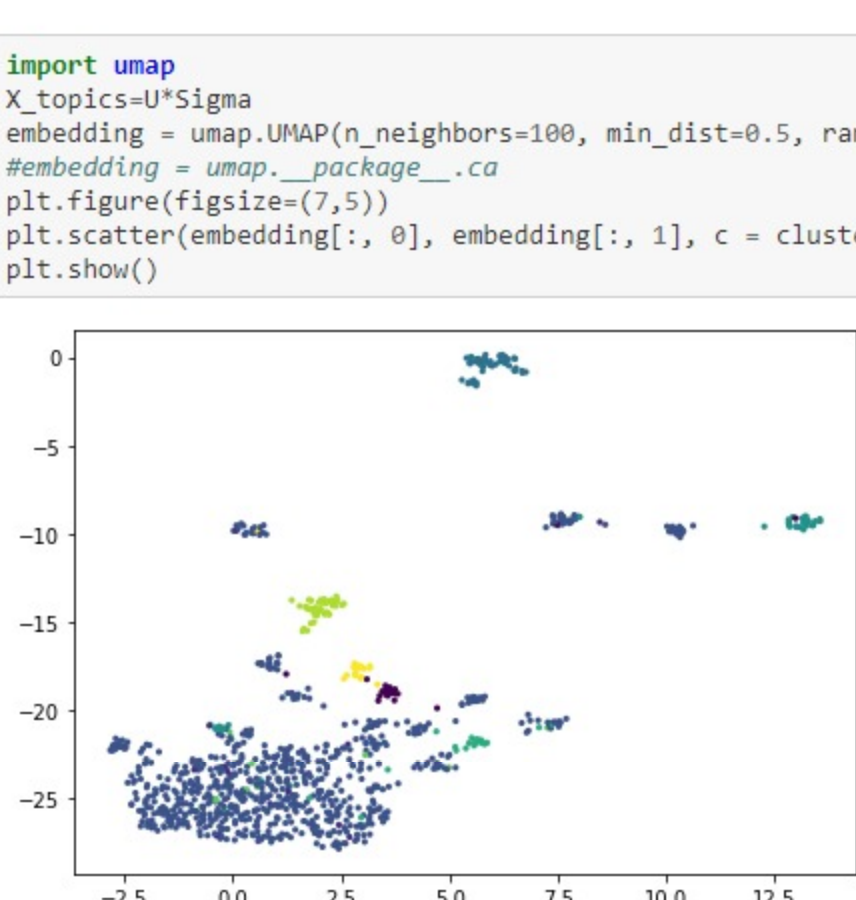 import umap
X_topics=U*Sigma
embedding = umap.UMAP(n_neighbors=100, min_dist=0.5, ra
#embedding = umap.__package__.ca
plt.figure(figsize=(7,5))
plt.scatter(embedding[:, 0], embedding[:, 1], c = clust
plt.show()
0
−5
−10
−15
−20
−25
−2.5 0.0 2.5 5.0 7.5 10.0 12.5